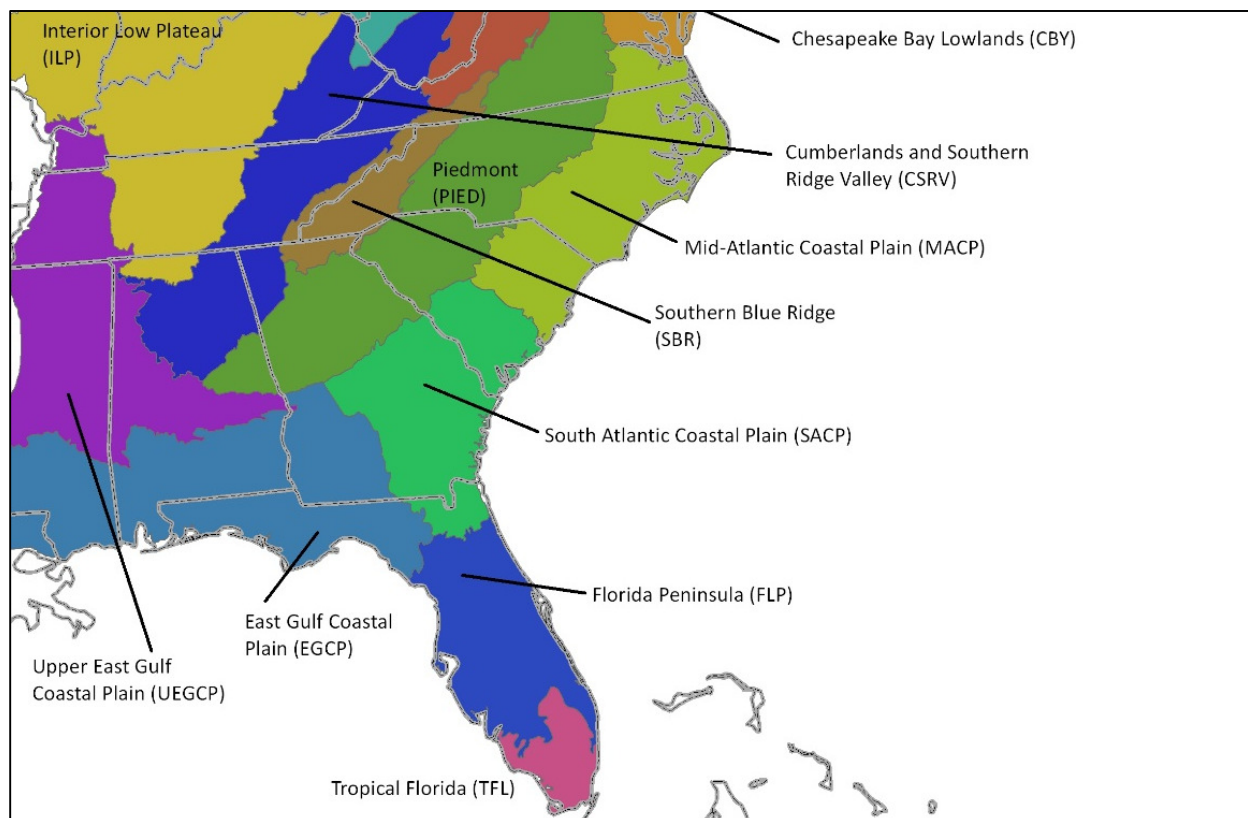 Interior Low Plateau
(ILP)
Chesapeake Bay Lowlands (CBY)
Cumberlands and Southern
Ridge Valley (CSRV)
Piedmont
(PIED)
Mid-Atlantic Coastal Plain (MACP)
Southern Blue Ridge
(SBR)
South Atlantic Coastal Plain (SACP)
Florida Peninsula (FLP)
East Gulf Coastal
Plain (EGCP)
Upper East Gulf
Coastal Plain (UEGCP)
Tropical Florida (TFL)